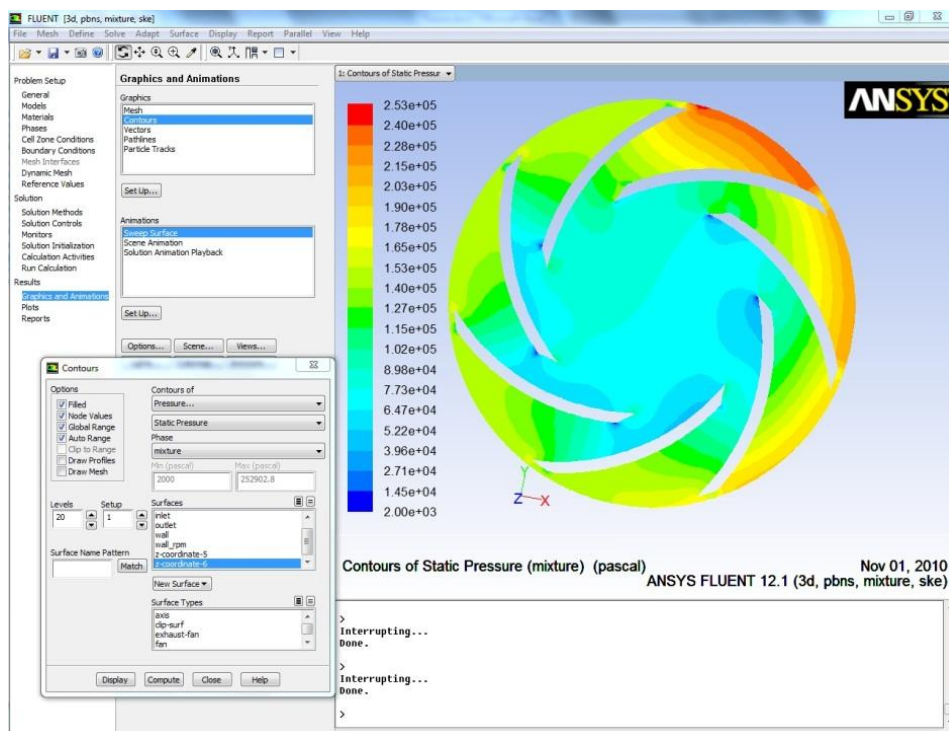 FLUENT [3d, pbns, mixture, ske]
File Mesh Define Solve Adapt Surface Display Report Parallel View Help
Problem Setup
General
Models
Materials
Phases
Cell Zone Conditions
Boundary Conditions
Mesh Interfaces
Dynamic Mesh
Reference Values
Solution
Solution Methods
Solution Controls
Monitors
Solution Initialization
Calculation Activities
Run Calculation
Results
Graphics and Animations
Plots
Reports
Graphics and Animations
Graphics
Mesh
Contours
Vectors
Pathlines
Particle Tracks
Set Up...
Animations
Sweep Surface
Scene Animation
Solution Animation Playback
Set Up...
Options... Scene... Views...
1: Contours of Static Pressur
ANSYS
2.53e+05
2.40e+05
2.28e+05
2.15e+05
2.03e+05
1.90e+05
1.78e+05
1.65e+05
1.53e+05
1.40e+05
1.27e+05
1.15e+05
1.02e+05
8.98e+04
7.73e+04
6.47e+04
5.22e+04
3.96e+04
2.71e+04
1.45e+04
2.00e+03
Y
Z X
Contours of Static Pressure (mixture) (pascal)
Nov 01, 2010
ANSYS FLUENT 12.1 (3d, pbns, mixture, ske)
Contours
Options
Filled
Node Values
Global Range
Auto Range
Clip to Range
Draw Profiles
Draw Mesh
Levels Setup
20 1
Surface Name Pattern
Match
Contours of
Pressure...
Static Pressure
Phase
mixture
Min (pascal) Max (pascal)
2000 252902.8
Surfaces
inlet
outlet
wall
wall_rpm
z-coordinate-5
z-coordinate-6
New Surface
Surface Types
axis
clip-surf
exhaust-fan
fan
Display Compute Close Help
>
Interrupting...
Done.
>
Interrupting...
Done.
>